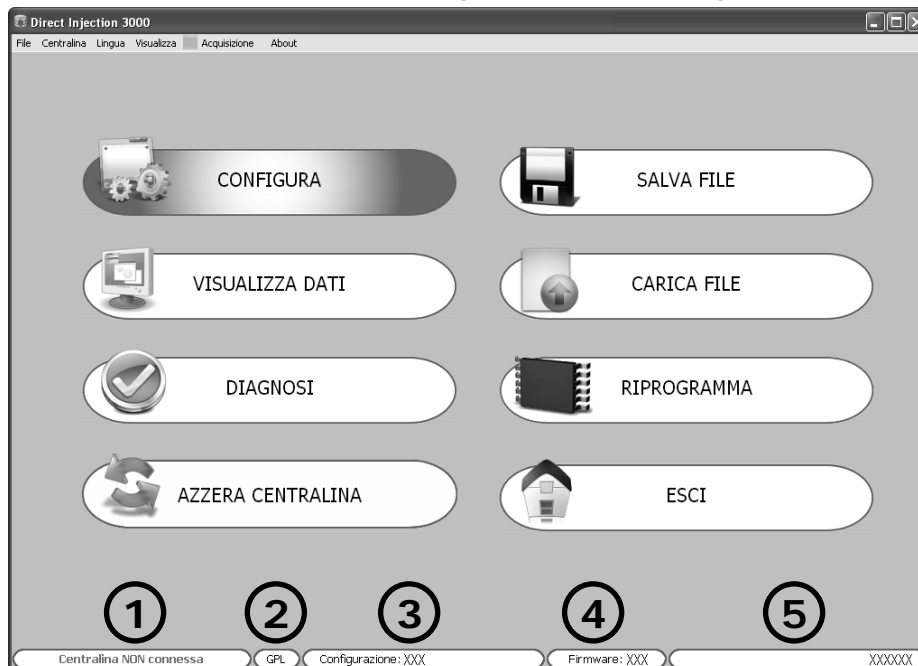 Direct Injection 3000
File Centralina Lingua Visualizza Acquisizione About
CONFIGURA
SALVA FILE
VISUALIZZA DATI
CARICA FILE
DIAGNOSI
RIPROGRAMMA
AZZERA CENTRALINA
ESCI
1 2 3 4 5
Centralina NON connessa GPL Configurazione: XXX Firmware: XXX XXXXXX